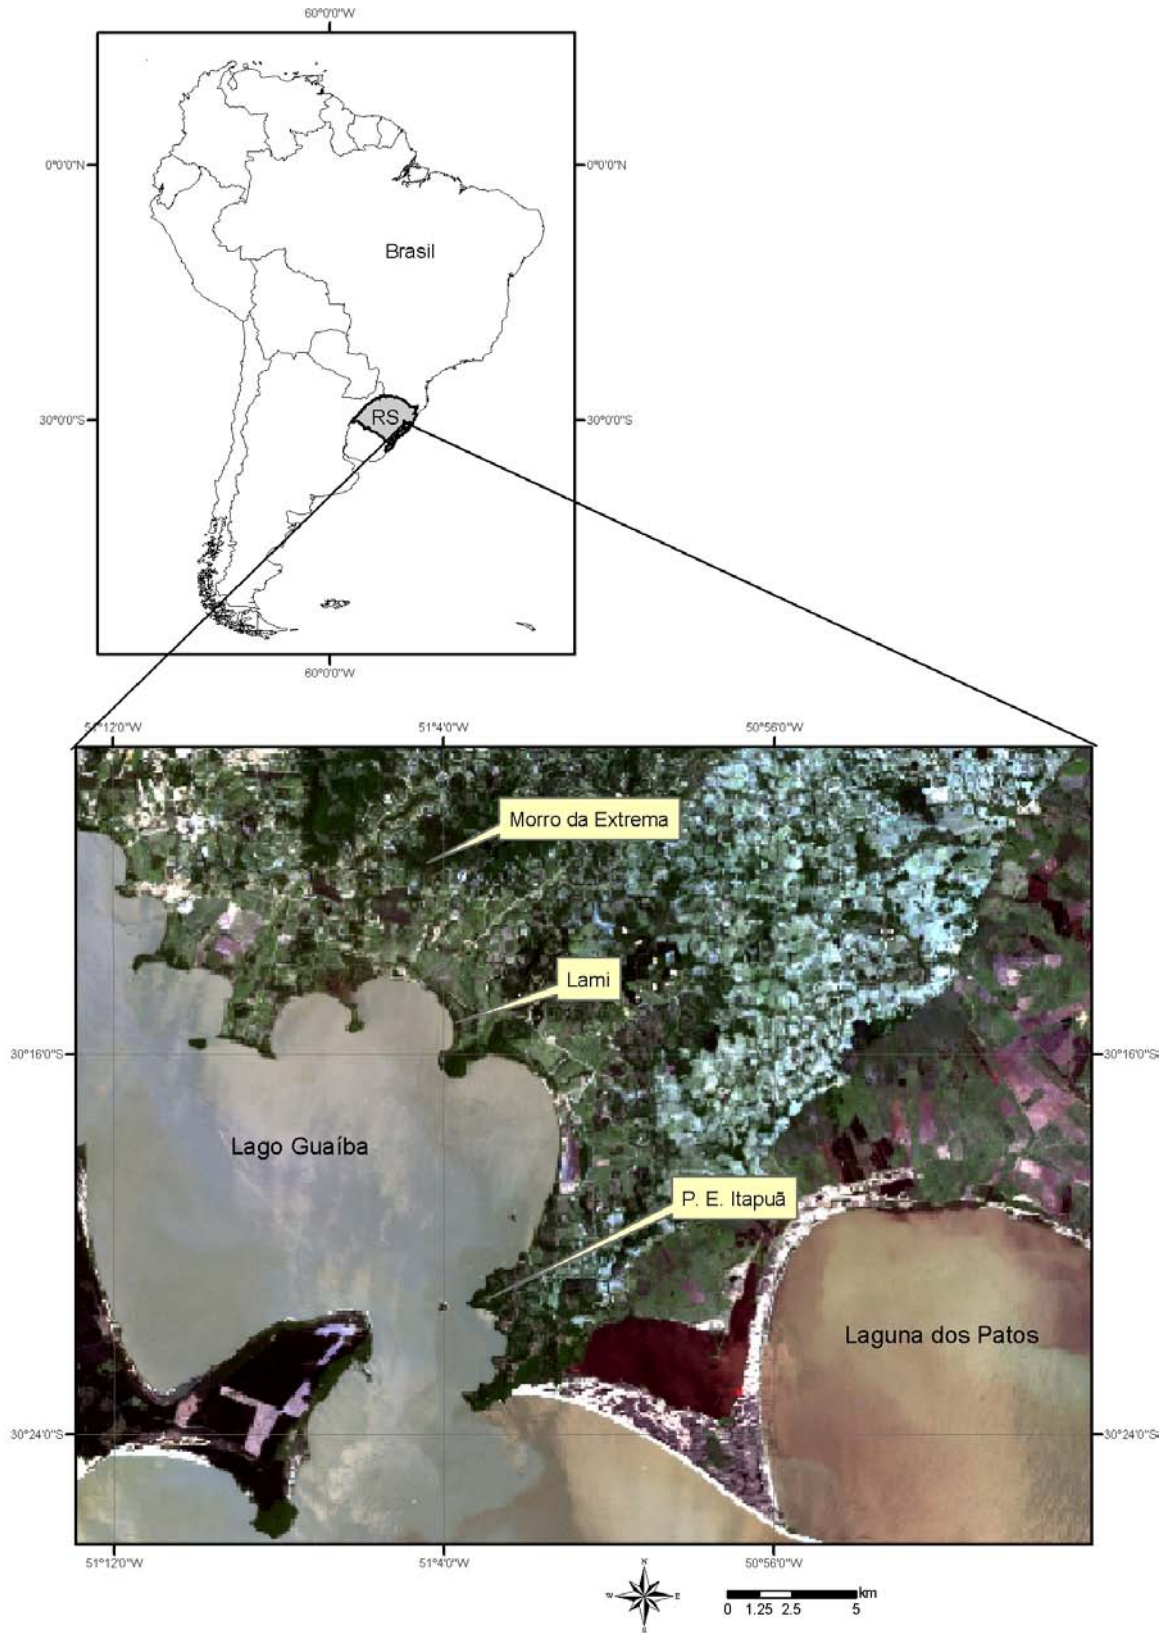 60°0'0"W
0°0'0"N
0°0'0"N
Brasil
RS
30°0'0"S
30°0'0"S
60°0'0"W
51°12'0"W
51°4'0"W
50°56'0"W
Morro da Extrema
Lami
30°16'0"S
30°16'0"S
Lago Guaíba
P. E. Itapuã
Laguna dos Patos
30°24'0"S
30°24'0"S
51°12'0"W
51°4'0"W
50°56'0"W
N
W E
S
km
0 1.25 2.5 5